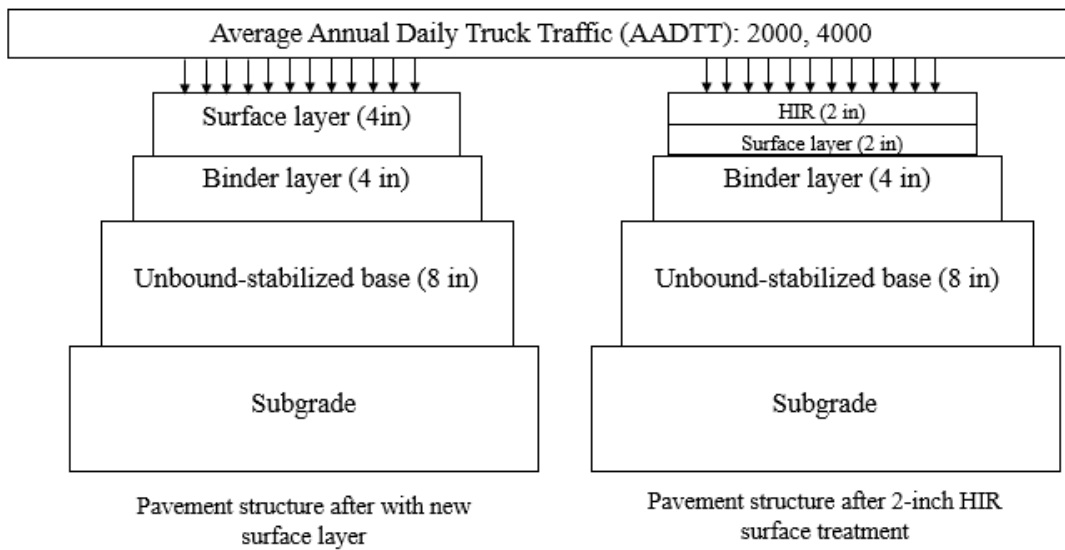 Average Annual Daily Truck Traffic (AADTT): 2000, 4000
Surface layer (4in)
Binder layer (4 in)
Unbound-stabilized base (8 in)
Subgrade
Pavement structure after with new
surface layer
HIR (2 in)
Surface layer (2 in)
Binder layer (4 in)
Unbound-stabilized base (8 in)
Subgrade
Pavement structure after 2-inch HIR
surface treatment